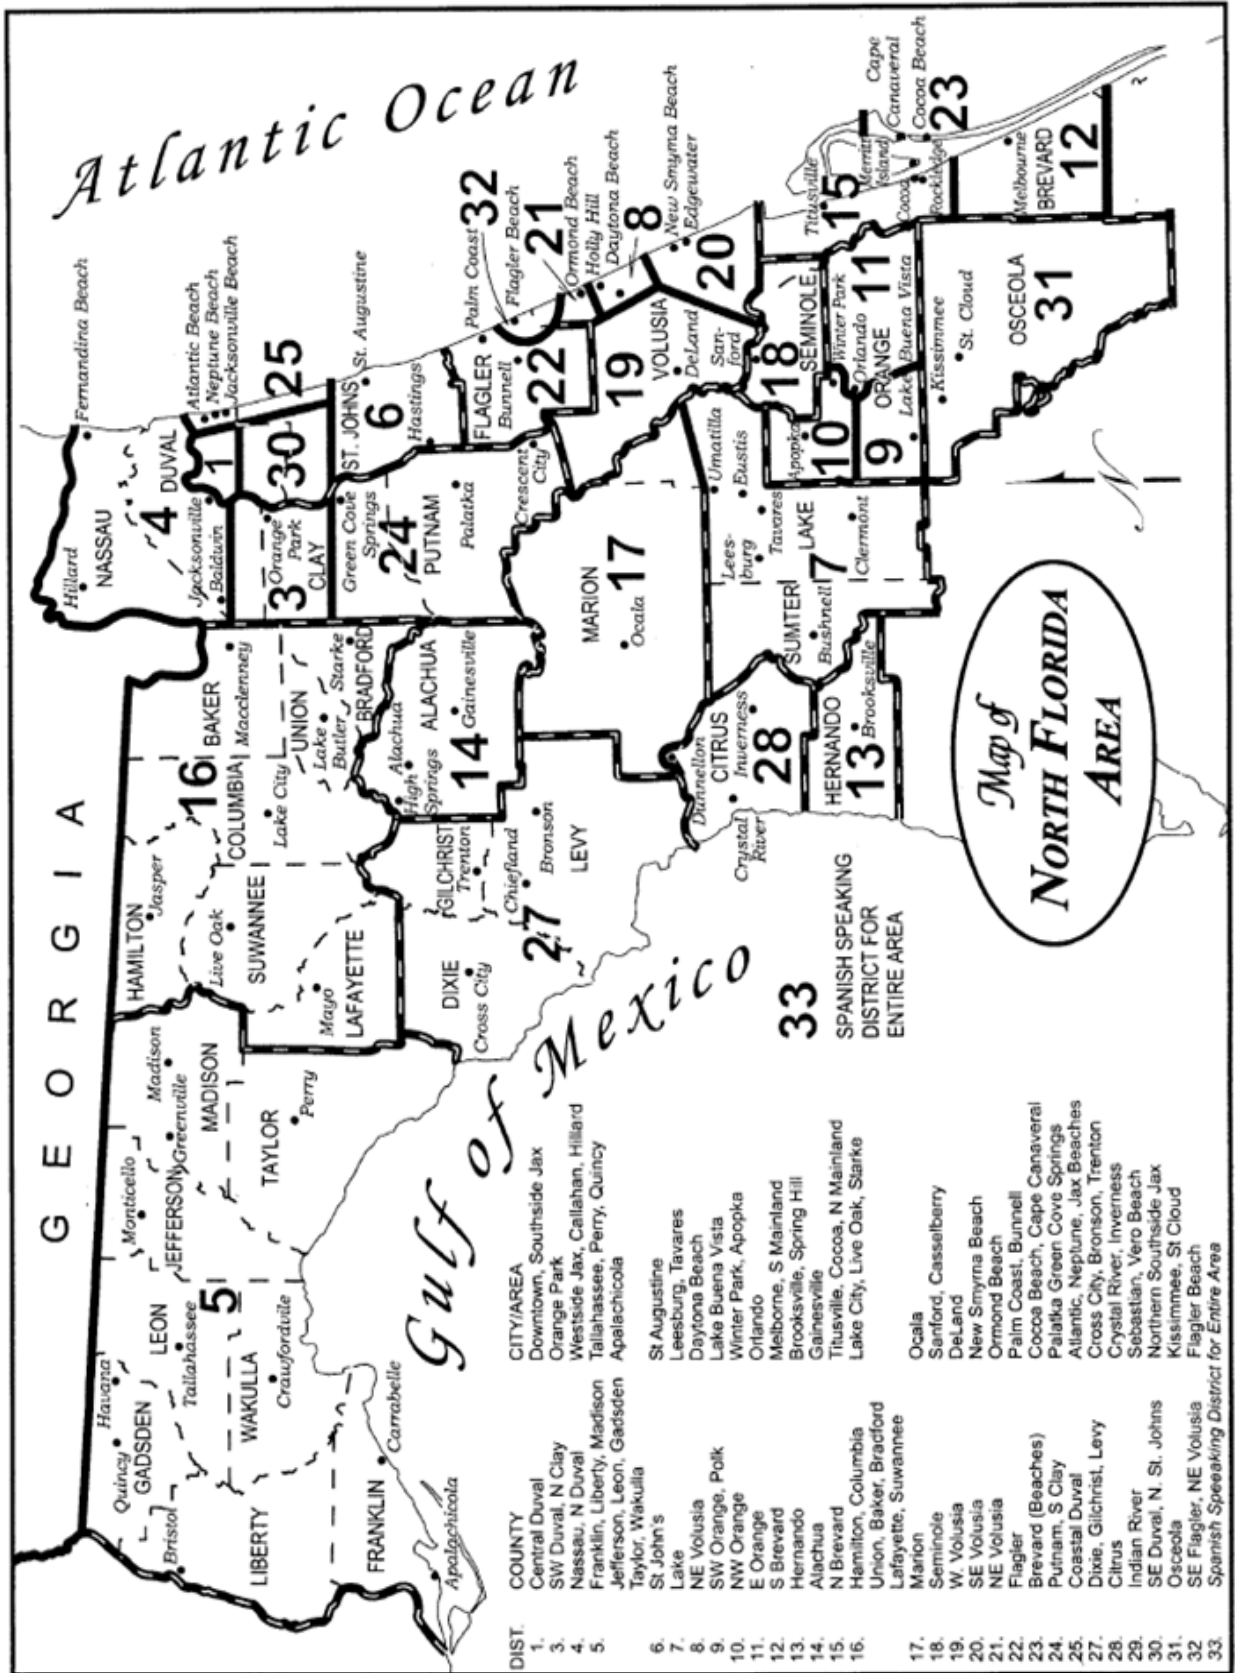 GEORGIA
Atlantic Ocean
Gulf of Mexico
Map of
NORTH FLORIDA
AREA
33
SPANISH SPEAKING
DISTRICT FOR
ENTIRE AREA
N
Quincy
Havana
GADSDEN
Bristol
LIBERTY
LEON
Tallahassee
5
WAKULLA
Crawfordville
FRANKLIN
Carrabelle
Apalachicola
Monticello
JEFFERSON
Greenville
Madison
MADISON
TAYLOR
Perry
HAMILTON
Jasper
Live Oak
SUWANNEE
Mayo
LAFAYETTE
16
COLUMBIA
Lake City
BAKER
Macclenney
UNION
Lake
Butler
Starke
BRADFORD
DIXIE
Cross City
GILCHRIST
Trenton
Chiefland
27
Bronson
LEVY
High
Springs
Alachua
14
ALACHUA
Gainesville
Hillard
NASSAU
Fernandina Beach
4
DUVAL
Jacksonville
Baldwin
1
Atlantic Beach
Neptune Beach
Jacksonville Beach
25
30
3
Orange
Park
CLAY
Green Cove
Springs
24
PUTNAM
Palatka
Crescent
City
ST. JOHNS
St. Augustine
6
Hastings
FLAGLER
Bunnell
22
Palm Coast
32
Flagler Beach
21
Ormond Beach
Holly Hill
Daytona Beach
8
New Smyma Beach
Edgewater
20
19
VOLUSIA
DeLand
MARION
Ocala
17
Dunnellon
CITRUS
Crystal
River
Inverness
28
HERNANDO
13
Brooksville
SUMTER
Bushnell
Lees-
burg
Tavares
LAKE
7
Clermont
Umatilla
Eustis
San-
ford
18
SEMINOLE
Apopka
10
Winter Park
Orlando
11
ORANGE
9
Lake Buena Vista
Kissimmee
St. Cloud
OSCEOLA
31
Titusville
15
Merritt
Island
Cape
Canaveral
Cocoa Beach
Cocoa
Rockledge
23
Melbourne
BREVARD
12
DIST. COUNTY CITY/AREA
1. Central Duval Downtown, Southside Jax
3. SW Duval, N Clay Orange Park
4. Nassau, N Duval Westside Jax, Callahan, Hillard
5. Franklin, Liberty, Madison Tallahassee, Perry, Quincy
Jefferson, Leon, Gadsden Apalachicola
Taylor, Wakulla
6. St John's St Augustine
7. Lake Leesburg, Tavares
8. NE Volusia Daytona Beach
9. SW Orange, Polk Lake Buena Vista
10. NW Orange Winter Park, Apopka
11. E Orange Orlando
12. S Brevard Melborne, S Mainland
13. Hernando Brooksville, Spring Hill
14. Alachua Gainesville
15. N Brevard Titusville, Cocoa, N Mainland
16. Hamilton, Columbia Lake City, Live Oak, Starke
Union, Baker, Bradford
Lafayette, Suwannee
17. Marion Ocala
18. Seminole Sanford, Casselberry
19. W. Volusia DeLand
20. SE Volusia New Smyrna Beach
21. NE Volusia Ormond Beach
22. Flagler Palm Coast, Bunnell
23. Brevard (Beaches) Cocoa Beach, Cape Canaveral
24. Putnam, S Clay Palatka Green Cove Springs
25. Coastal Duval Atlantic, Neptune, Jax Beaches
27. Dixie, Gilchrist, Levy Cross City, Bronson, Trenton
28. Citrus Crystal River, Inverness
29. Indian River Sebastian, Vero Beach
30. SE Duval, N. St. Johns Northern Southside Jax
31. Osceola Kissimmee, St Cloud
32 SE Flagler, NE Volusia Flagler Beach
33. Spanish Speeaking District for Entire Area